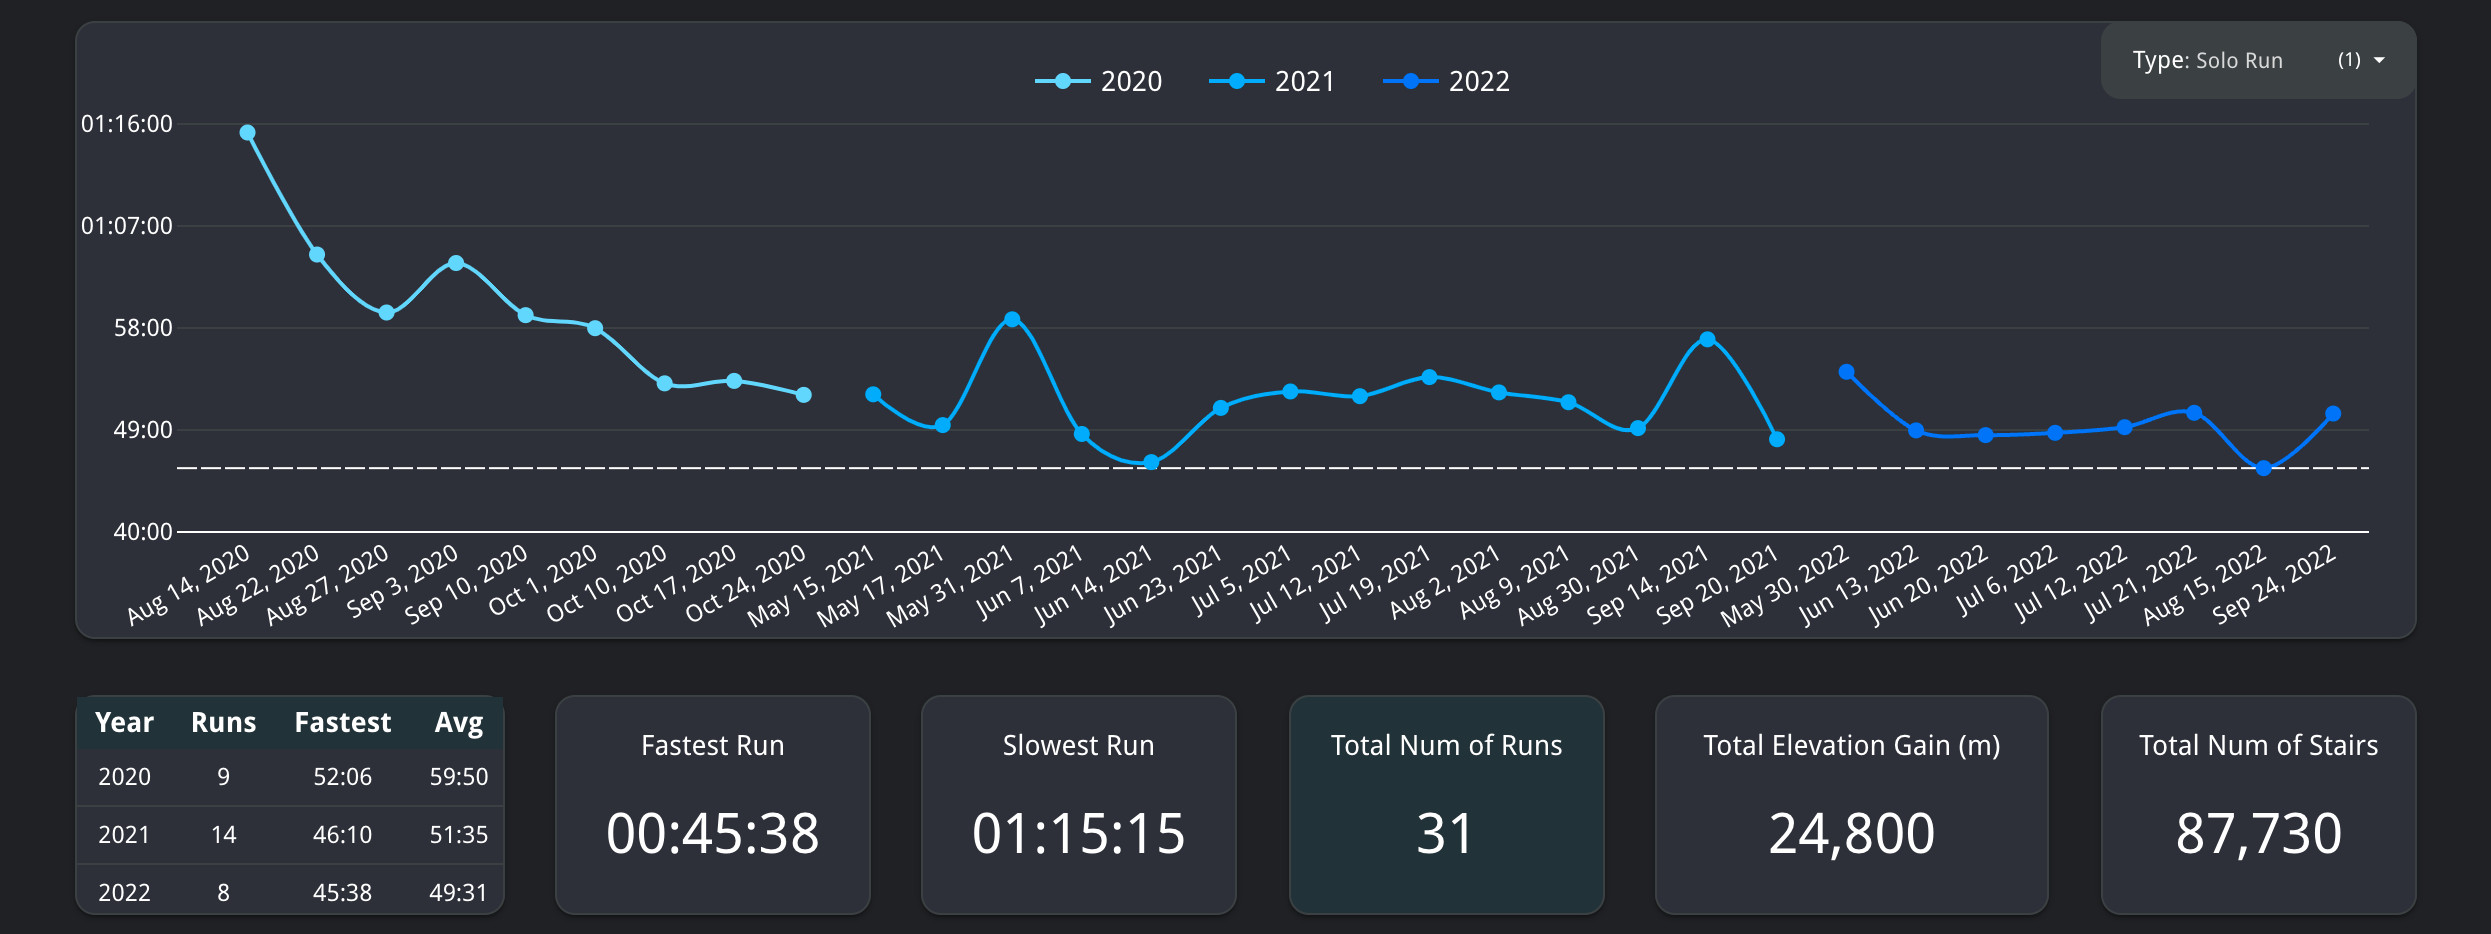 Type: Solo Run (1)
2020 2021 2022
01:16:00
01:07:00
58:00
49:00
40:00
Aug 14, 2020
Aug 22, 2020
Aug 27, 2020
Sep 3, 2020
Sep 10, 2020
Oct 1, 2020
Oct 10, 2020
Oct 17, 2020
Oct 24, 2020
May 15, 2021
May 17, 2021
May 31, 2021
Jun 7, 2021
Jun 14, 2021
Jun 23, 2021
Jul 5, 2021
Jul 12, 2021
Jul 19, 2021
Aug 2, 2021
Aug 9, 2021
Aug 30, 2021
Sep 14, 2021
Sep 20, 2021
May 30, 2022
Jun 13, 2022
Jun 20, 2022
Jul 6, 2022
Jul 12, 2022
Jul 21, 2022
Aug 15, 2022
Sep 24, 2022
Year Runs Fastest Avg
2020 9 52:06 59:50
2021 14 46:10 51:35
2022 8 45:38 49:31
Fastest Run
00:45:38
Slowest Run
01:15:15
Total Num of Runs
31
Total Elevation Gain (m)
24,800
Total Num of Stairs
87,730